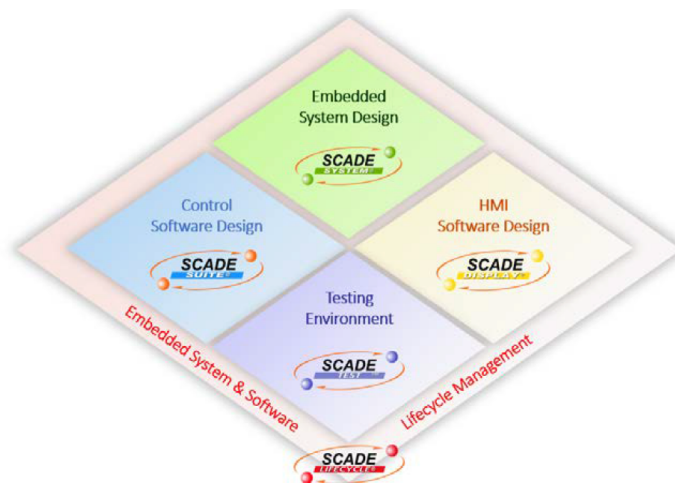 Embedded
System Design
SCADE
SYSTEM®
Control
Software Design
SCADE
SUITE®
HMI
Software Design
SCADE
DISPLAY®
Testing
Environment
SCADE
TEST™
Embedded System & Software
Lifecycle Management
SCADE
LIFECYCLE®